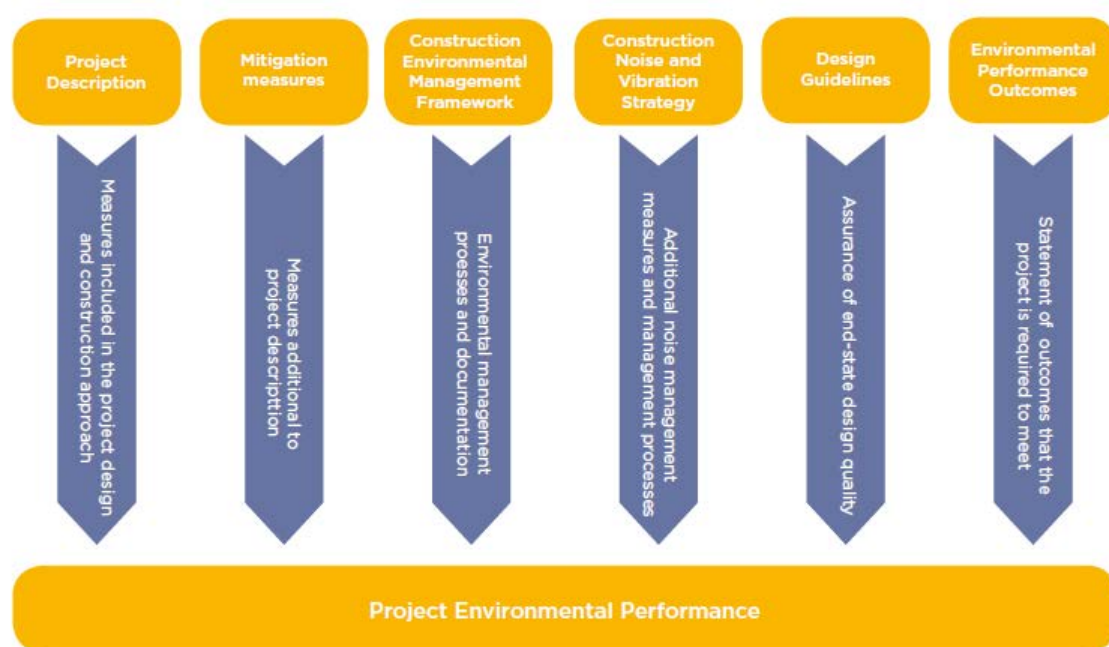 Project
Description
Mitigation
measures
Construction
Environmental
Management
Framework
Construction
Noise and
Vibration
Strategy
Design
Guidelines
Environmental
Performance
Outcomes
Measures included in the project design
and construction approach
Measures additional to
project descripttion
Environmental management
proesses and documentation
Additional noise management
measures and management processes
Assurance of end-state design quality
Statement of outcomes that the
project is required to meet
Project Environmental Performance